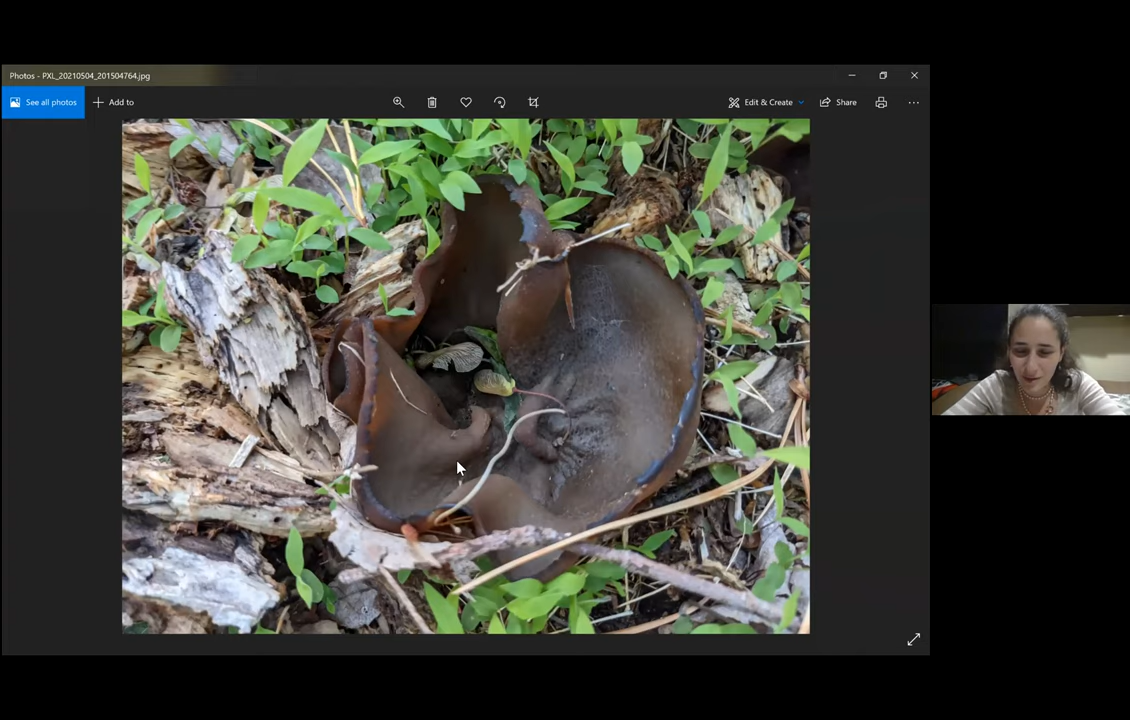 Photos - PXL_20210504_201504764.jpg
See all photos
Add to
Edit & Create
Share